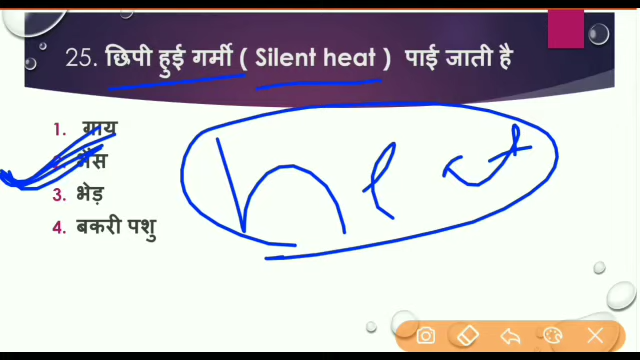 25. छिपी हुई गर्मी ( Silent heat ) पाई जाती है
1. गाय
2. भैंस
3. भेड़
4. बकरी पशु
heat